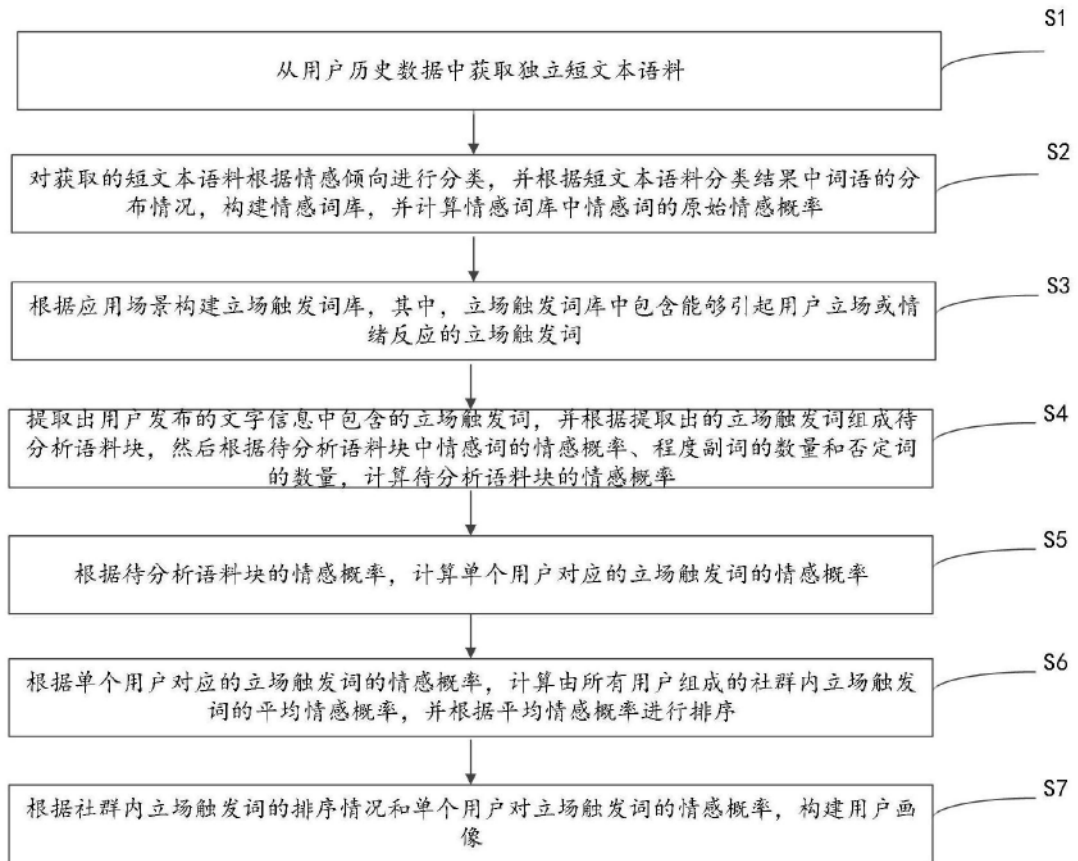 S1
从用户历史数据中获取独立短文本语料
S2
对获取的短文本语料根据情感倾向进行分类，并根据短文本语料分类结果中词语的分
布情况，构建情感词库，并计算情感词库中情感词的原始情感概率
S3
根据应用场景构建立场触发词库，其中，立场触发词库中包含能够引起用户立场或情
绪反应的立场触发词
S4
提取出用户发布的文字信息中包含的立场触发词，并根据提取出的立场触发词组成待
分析语料块，然后根据待分析语料块中情感词的情感概率、程度副词的数量和否定词
的数量，计算待分析语料块的情感概率
S5
根据待分析语料块的情感概率，计算单个用户对应的立场触发词的情感概率
S6
根据单个用户对应的立场触发词的情感概率，计算由所有用户组成的社群内立场触发
词的平均情感概率，并根据平均情感概率进行排序
S7
根据社群内立场触发词的排序情况和单个用户对立场触发词的情感概率，构建用户画
像